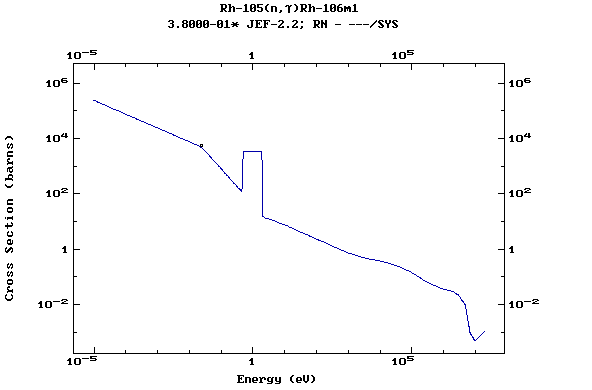 Rh-105(n,γ)Rh-106m1
3.8000-01* JEF-2.2; RN - ---/SYS
10⁻⁵ 1 10⁵
10⁶ 10⁶
10⁴ 10⁴
10² 10²
1 1
10⁻² 10⁻²
Cross Section (barns)
10⁻⁵ 1 10⁵
Energy (eV)